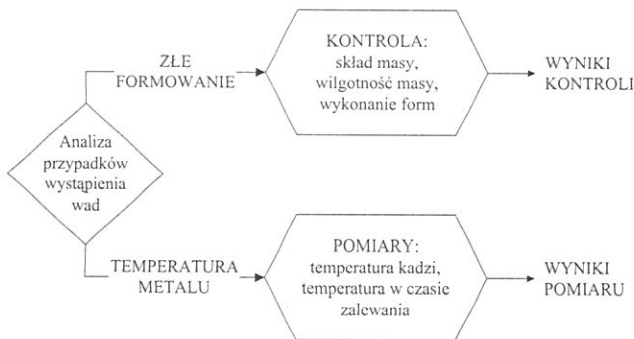 KONTROLA:
skład masy,
wilgotność masy,
wykonanie form
ZŁE
FORMOWANIE
WYNIKI
KONTROLI
Analiza
przypadków
wystąpienia
wad
TEMPERATURA
METALU
POMIARY:
temperatura kadzi,
temperatura w czasie
zalewania
WYNIKI
POMIARU